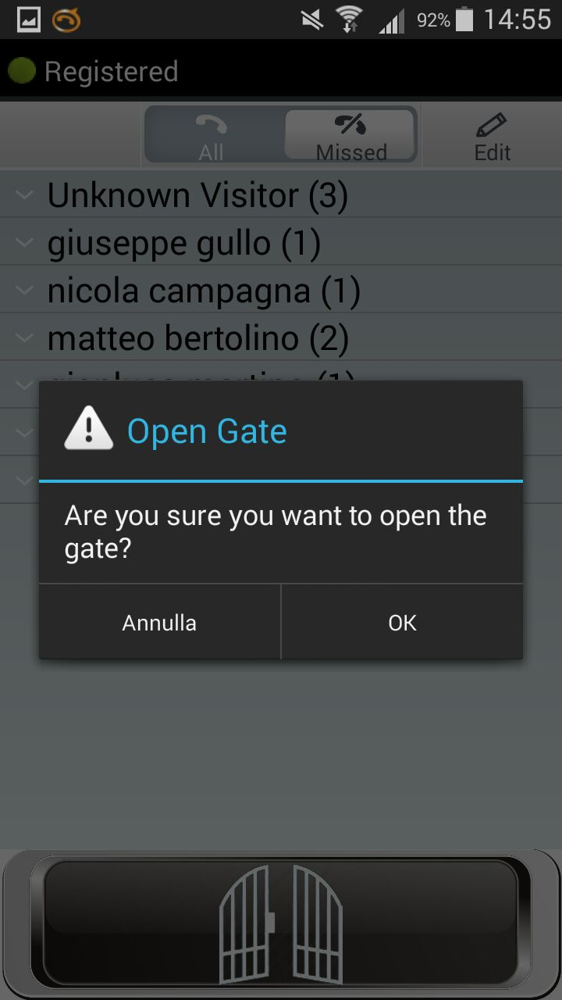 92% 14:55
Registered
All Missed Edit
Unknown Visitor (3)
giuseppe gullo (1)
nicola campagna (1)
matteo bertolino (2)
(1)
Open Gate
Are you sure you want to open the
gate?
Annulla OK